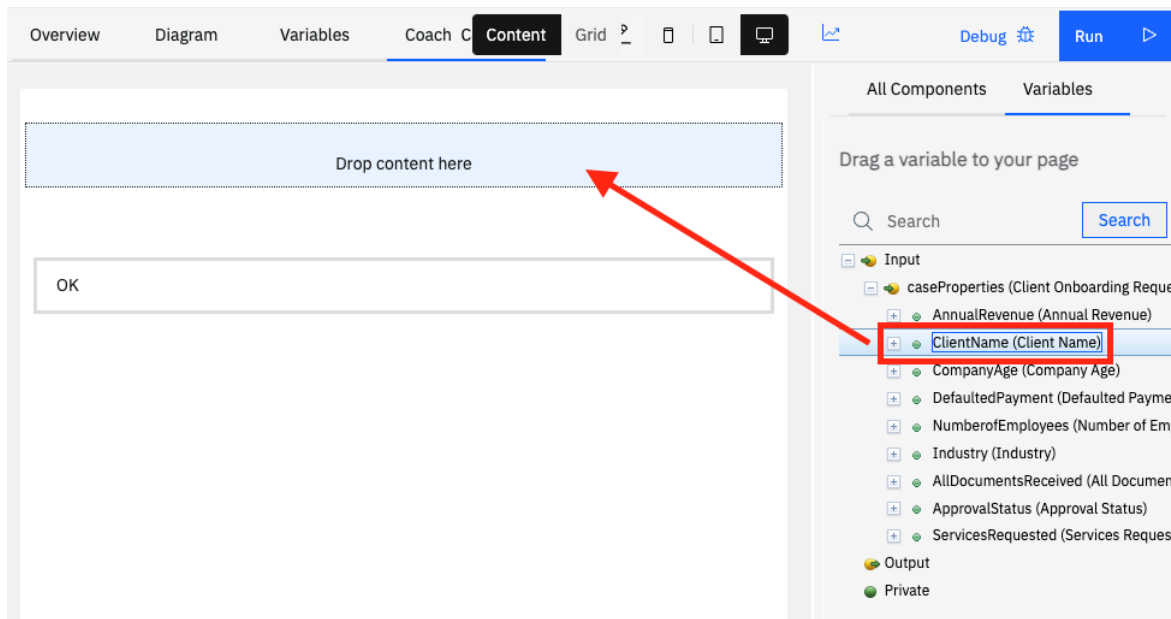 Overview Diagram Variables Coach C Content Grid Debug Run
All Components Variables
Drag a variable to your page
Drop content here
Search Search
Input
caseProperties (Client Onboarding Reque
OK
AnnualRevenue (Annual Revenue)
ClientName (Client Name)
CompanyAge (Company Age)
DefaultedPayment (Defaulted Payme
NumberofEmployees (Number of Em
Industry (Industry)
AllDocumentsReceived (All Documen
ApprovalStatus (Approval Status)
ServicesRequested (Services Reques
Output
Private